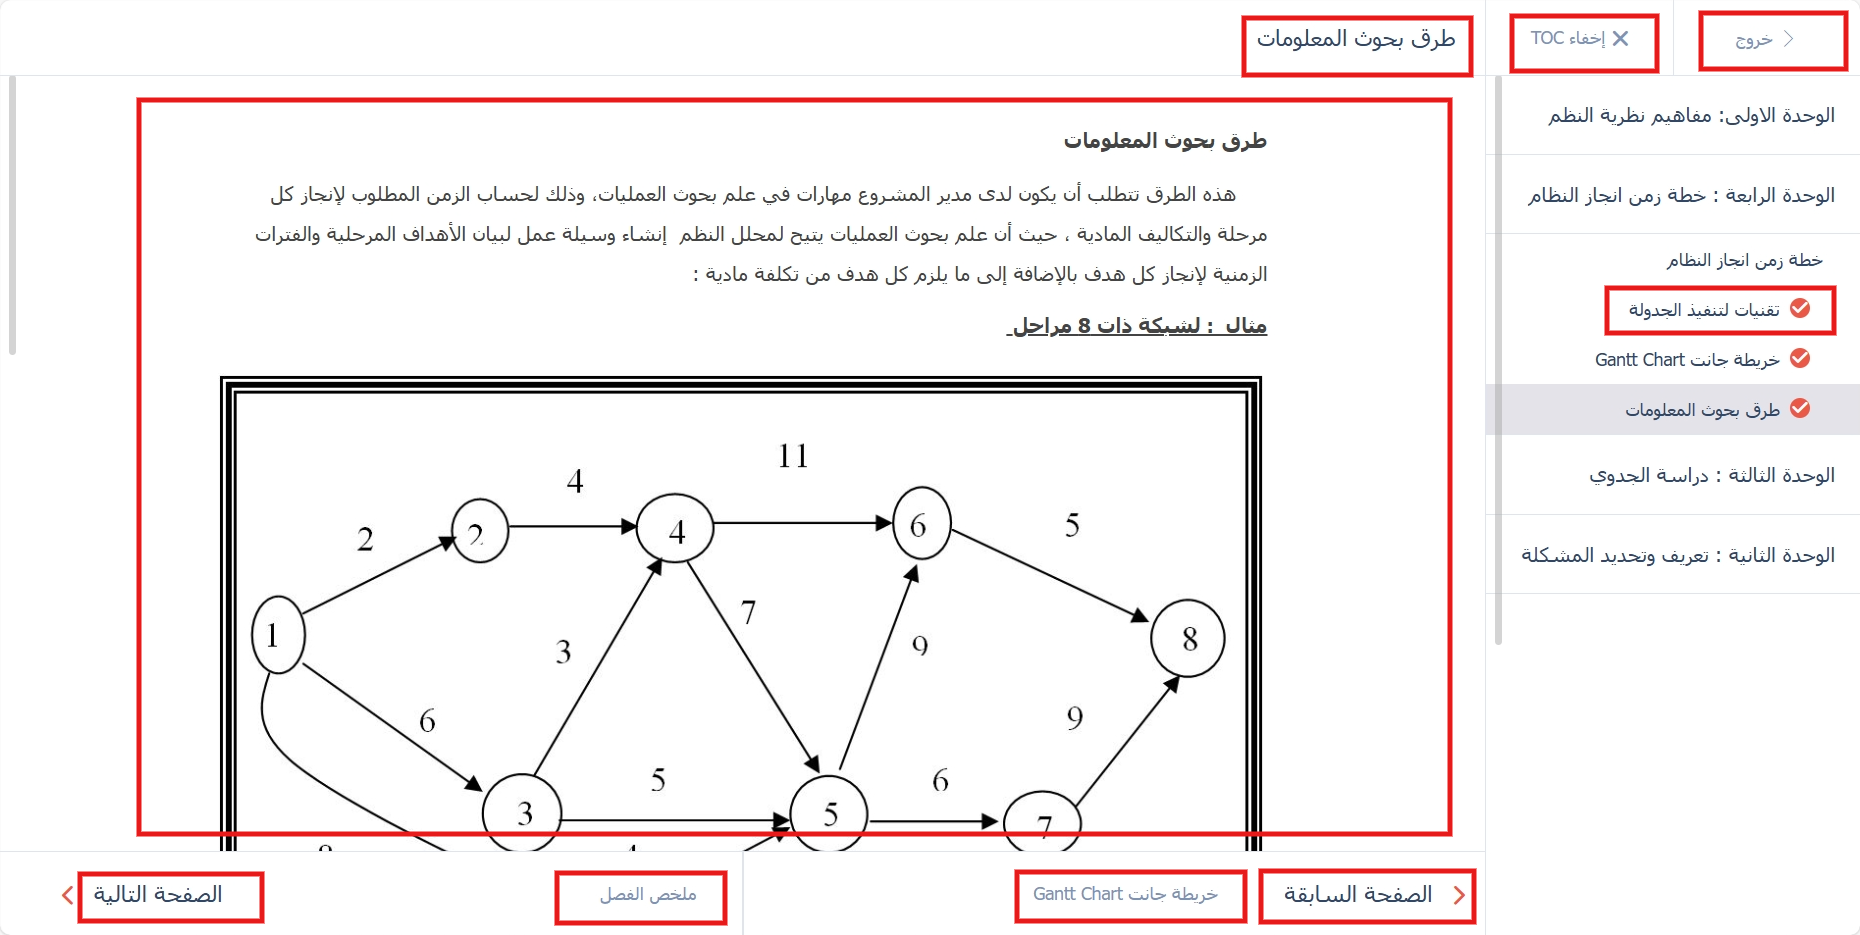 خروج
إخفاء TOC
طرق بحوث المعلومات
الوحدة الاولى: مفاهيم نظرية النظم
الوحدة الرابعة : خطة زمن انجاز النظام
خطة زمن انجاز النظام
تقنيات لتنفيذ الجدولة
خريطة جانت Gantt Chart
طرق بحوث المعلومات
الوحدة الثالثة : دراسة الجدوي
الوحدة الثانية : تعريف وتحديد المشكلة
طرق بحوث المعلومات
هذه الطرق تتطلب أن يكون لدى مدير المشروع مهارات في علم بحوث العمليات، وذلك لحساب الزمن المطلوب لإنجاز كل
مرحلة والتكاليف المادية ، حيث أن علم بحوث العمليات يتيح لمحلل النظم إنشاء وسيلة عمل لبيان الأهداف المرحلية والفترات
الزمنية لإنجاز كل هدف بالإضافة إلى ما يلزم كل هدف من تكلفة مادية :
مثال : لشبكة ذات 8 مراحل
11
4
2
2
4
6
5
1
3
7
9
8
6
9
5
6
3
5
7
الصفحة السابقة
خريطة جانت Gantt Chart
ملخص الفصل
الصفحة التالية